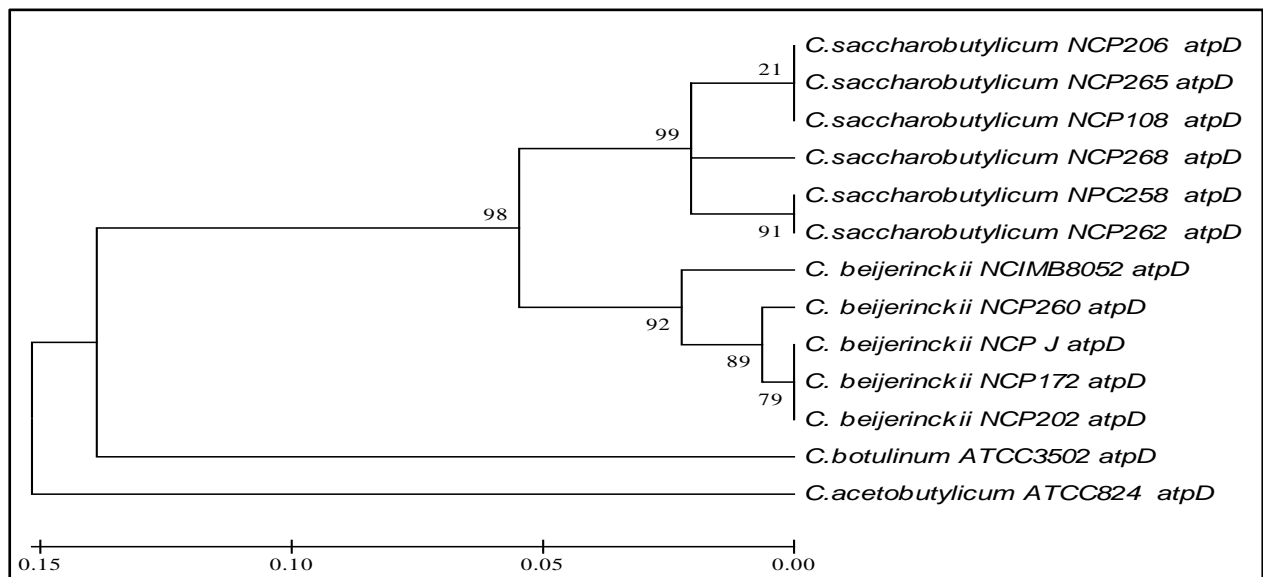 C.saccharobutylicum NCP206 atpD
21
C.saccharobutylicum NCP265 atpD
C.saccharobutylicum NCP108 atpD
99
C.saccharobutylicum NCP268 atpD
C.saccharobutylicum NPC258 atpD
98
91
C.saccharobutylicum NCP262 atpD
C. beijerinckii NCIMB8052 atpD
C. beijerinckii NCP260 atpD
92
C. beijerinckii NCP J atpD
89
C. beijerinckii NCP172 atpD
79
C. beijerinckii NCP202 atpD
C.botulinum ATCC3502 atpD
C.acetobutylicum ATCC824 atpD
0.15 0.10 0.05 0.00